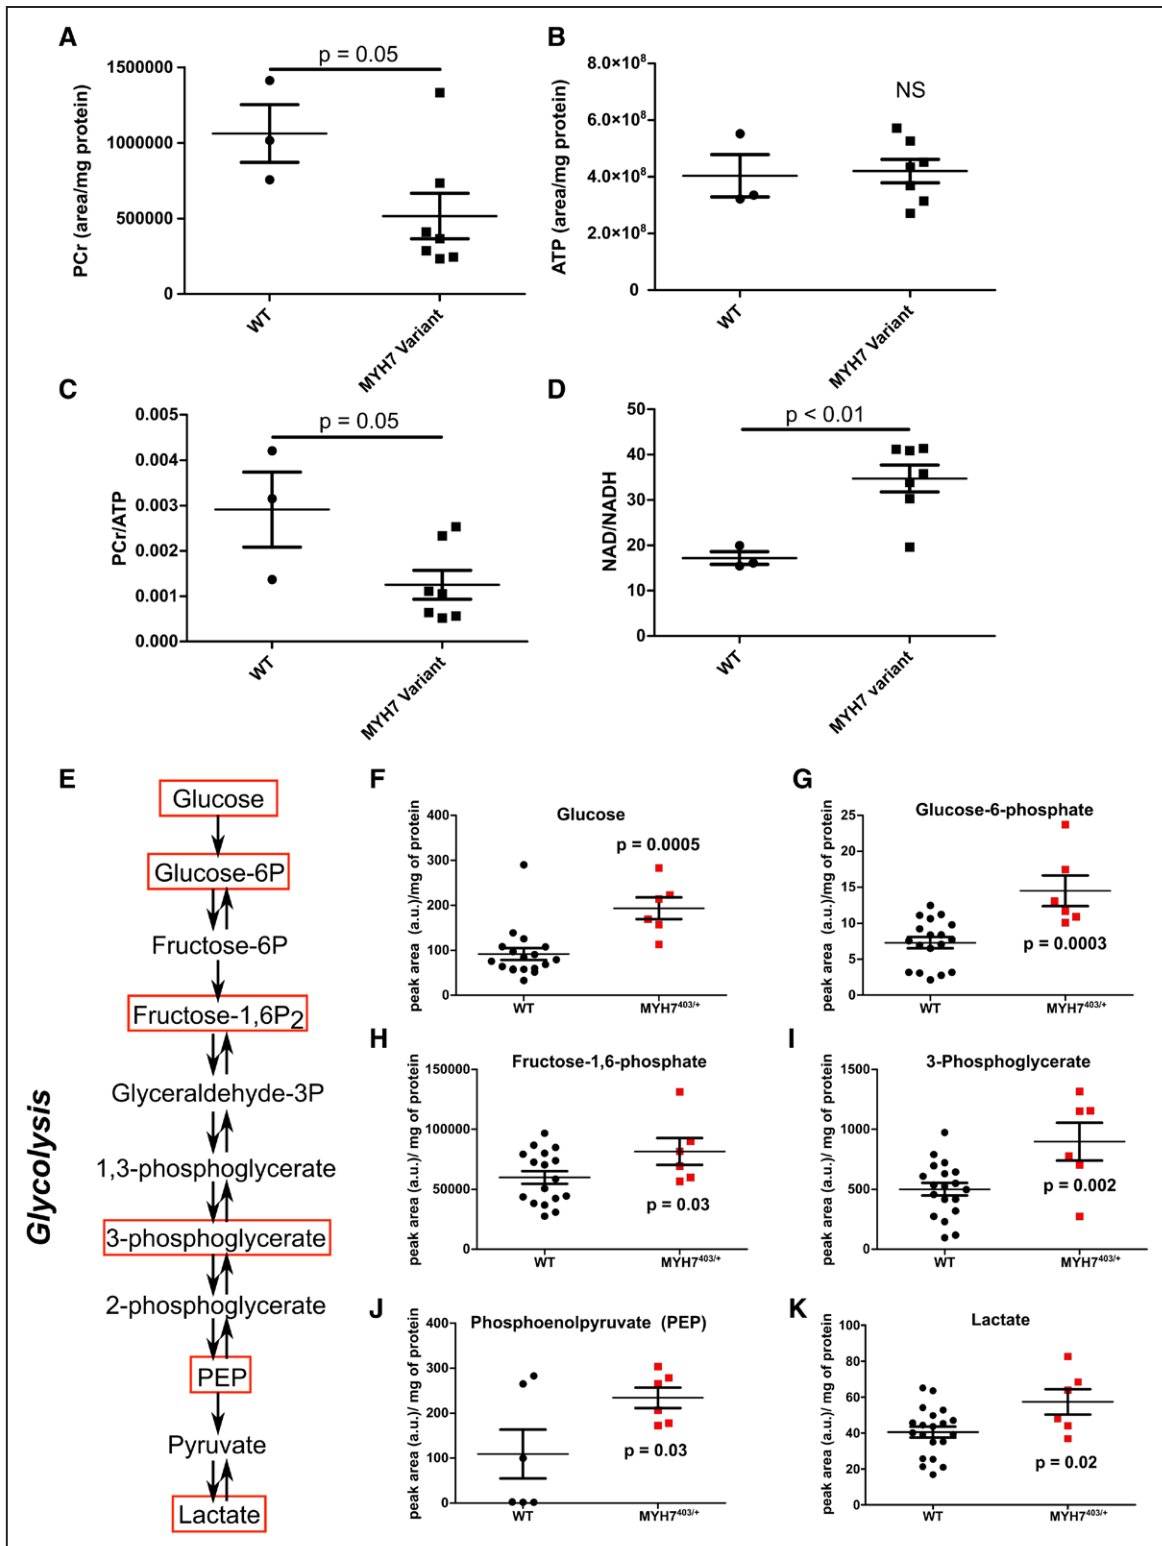 A
p = 0.05
PCr (area/mg protein)
1500000
1000000
500000
0
WT
MYH7 Variant
B
NS
ATP (area/mg protein)
8.0×10⁸
6.0×10⁸
4.0×10⁸
2.0×10⁸
0
WT
MYH7 Variant
C
p = 0.05
PCr/ATP
0.005
0.004
0.003
0.002
0.001
0.000
WT
MYH7 Variant
D
p < 0.01
NAD/NADH
50
40
30
20
10
0
WT
MYH7 variant
E
Glycolysis
Glucose
Glucose-6P
Fructose-6P
Fructose-1,6P₂
Glyceraldehyde-3P
1,3-phosphoglycerate
3-phosphoglycerate
2-phosphoglycerate
PEP
Pyruvate
Lactate
F
Glucose
p = 0.0005
peak area (a.u.)/mg of protein
400
300
200
100
0
WT
MYH7⁴⁰³/⁺
G
Glucose-6-phosphate
p = 0.0003
peak area (a.u.)/mg of protein
25
20
15
10
5
0
WT
MYH7⁴⁰³/⁺
H
Fructose-1,6-phosphate
p = 0.03
peak area (a.u.)/ mg of protein
150000
100000
50000
0
WT
MYH7⁴⁰³/⁺
I
3-Phosphoglycerate
p = 0.002
peak area (a.u.)/ mg of protein
1500
1000
500
0
WT
MYH7⁴⁰³/⁺
J
Phosphoenolpyruvate (PEP)
p = 0.03
peak area (a.u.)/ mg of protein
400
300
200
100
0
WT
MYH7⁴⁰³/⁺
K
Lactate
p = 0.02
peak area (a.u.)/ mg of protein
100
80
60
40
20
0
WT
MYH7⁴⁰³/⁺